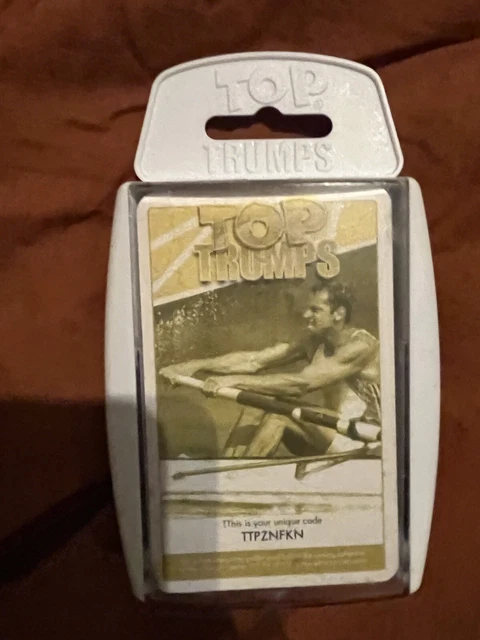 TOP
TRUMPS
TOP
TRUMPS
This is your unique code
TTPZNFKN